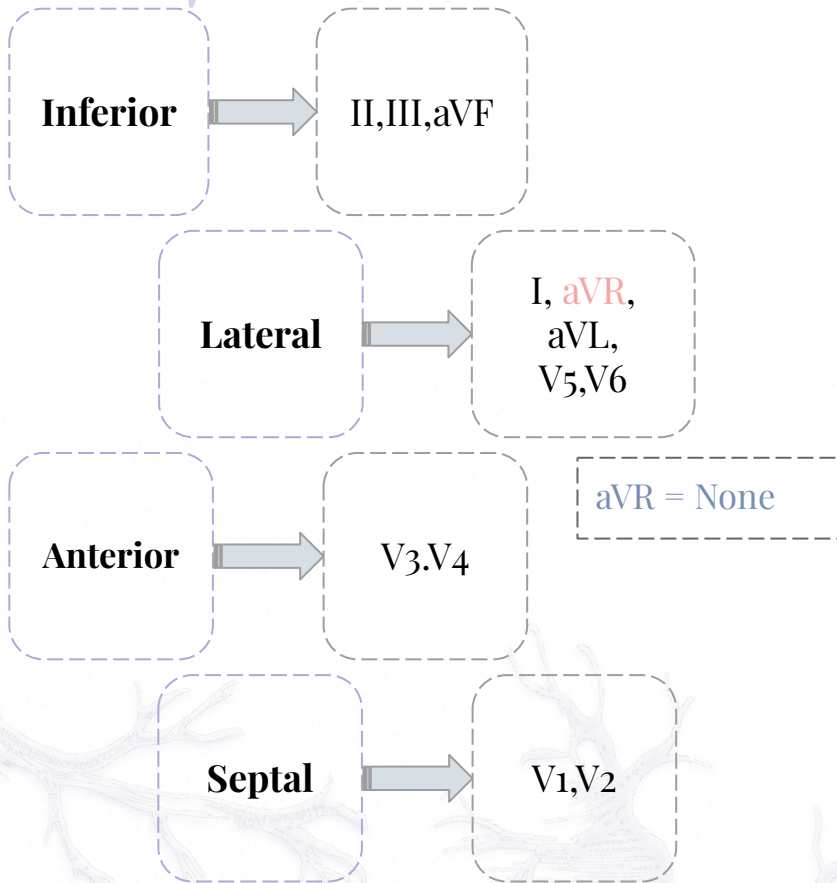 Inferior
II,III,aVF
Lateral
I, aVR,
aVL,
V5,V6
aVR = None
Anterior
V3.V4
Septal
V1,V2